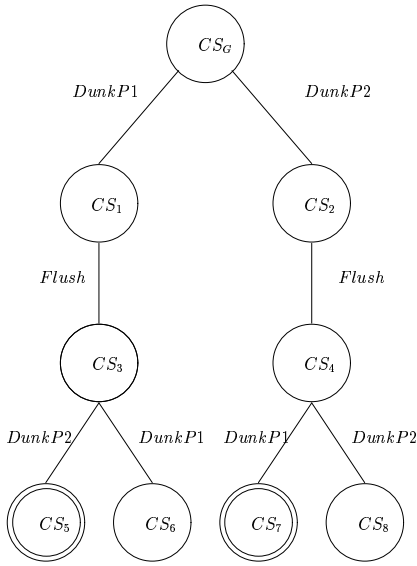 CS_G
DunkP1 DunkP2
CS_1 CS_2
Flush Flush
CS_3 CS_4
DunkP2 DunkP1 DunkP1 DunkP2
CS_5 CS_6 CS_7 CS_8